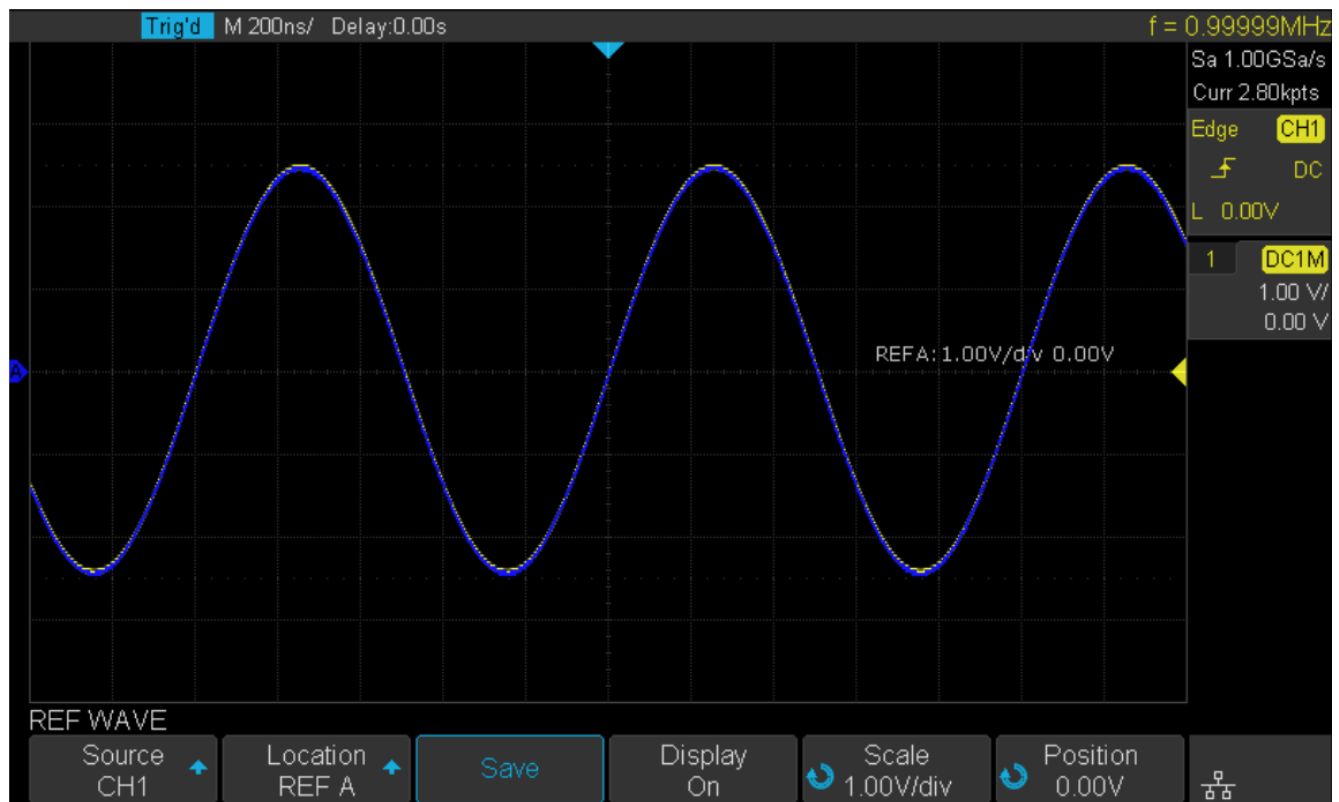 Trig'd M 200ns/ Delay:0.00s f = 0.99999MHz
Sa 1.00GSa/s
Curr 2.80kpts
Edge CH1
DC
L 0.00V
1 DC1M
1.00 V/
0.00 V
REFA:1.00V/div 0.00V
A
REF WAVE
Source
CH1
Location
REF A
Save
Display
On
Scale
1.00V/div
Position
0.00V